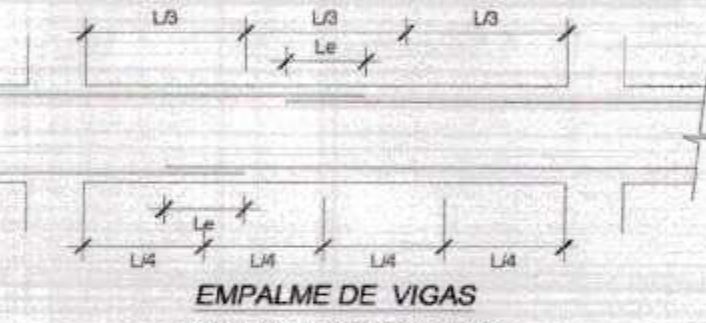 L/3 L/3 L/3
Le
Le
L/4 L/4 L/4 L/4
EMPALME DE VIGAS